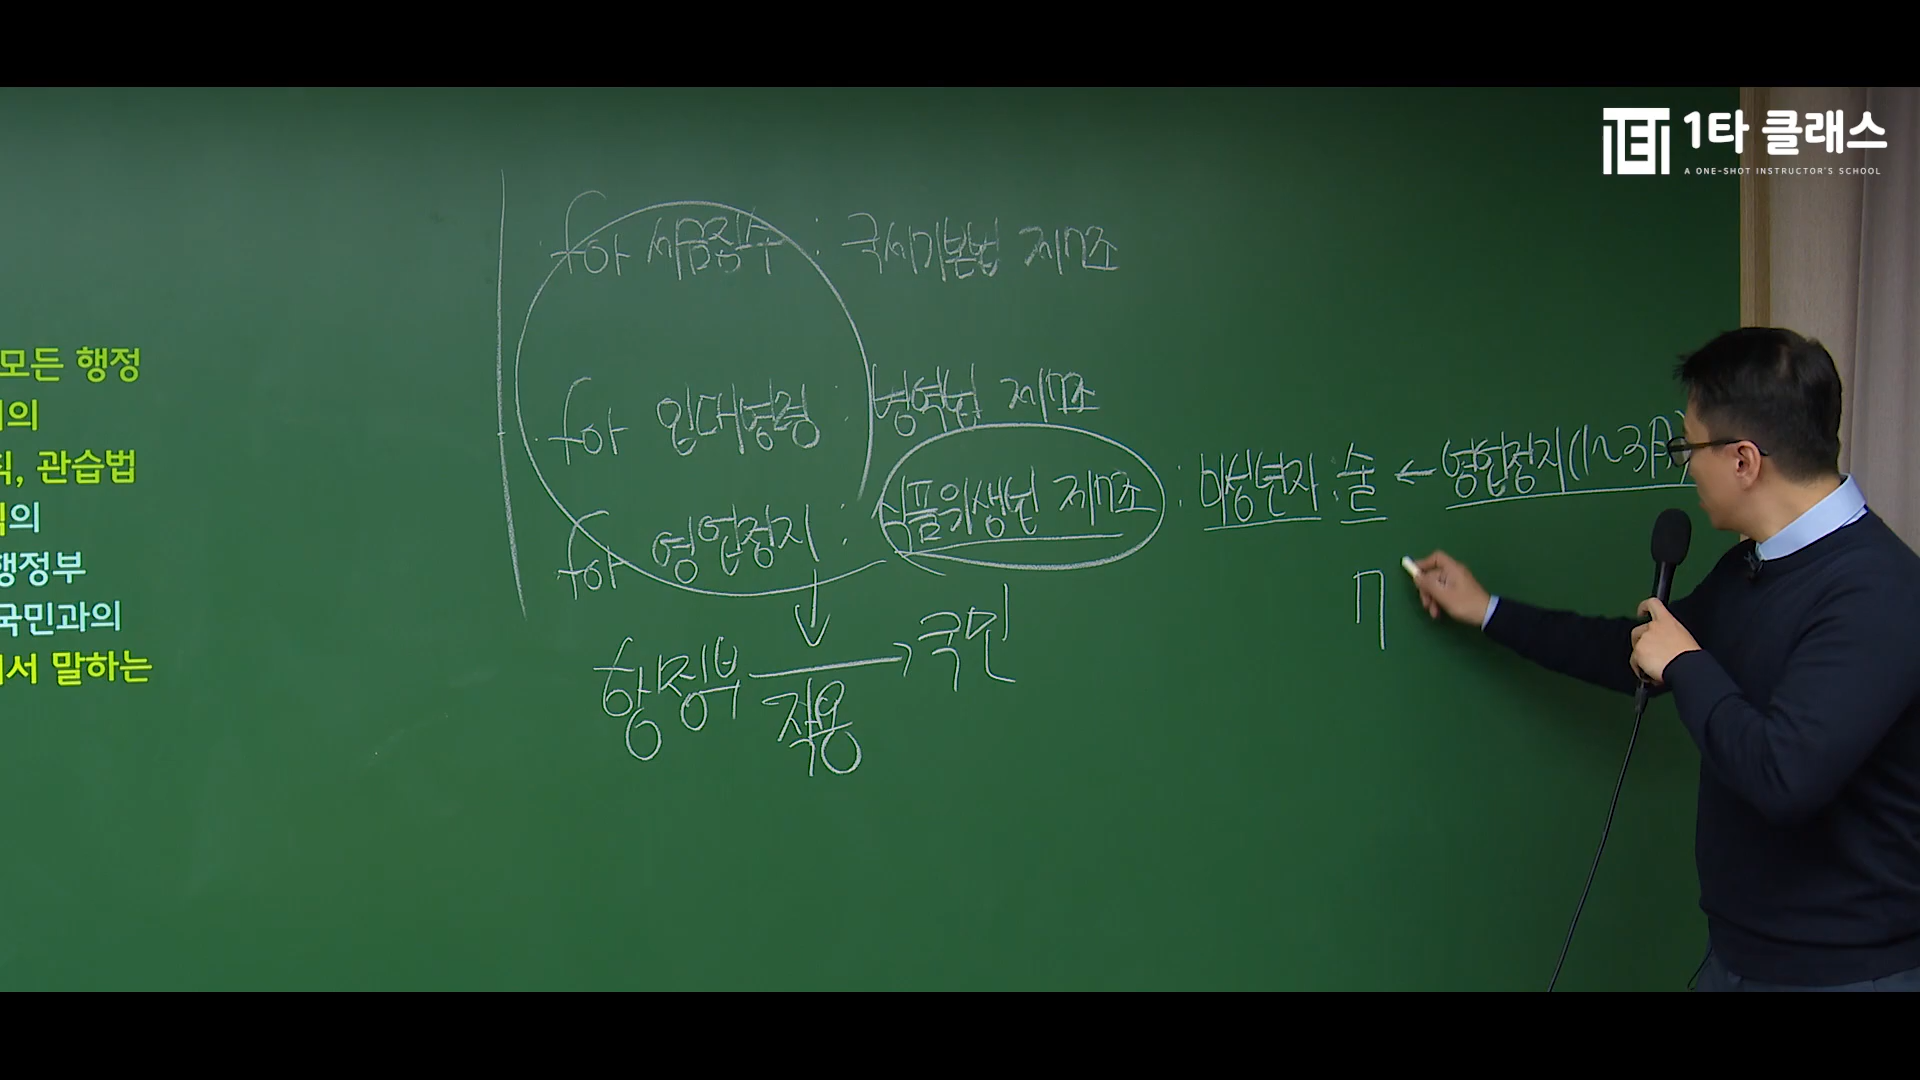 1타 클래스
A ONE-SHOT INSTRUCTOR'S SCHOOL
for 세금징수 : 국세기본법 제17조
모든 행정
의
for 입대명령 : 병역법 제17조
칙, 관습법
for 영업정지 : 식품위생법 제17조 : 미성년자 : 술 ← 영업정지(1~3月)
의
행정부
국민과의
서 말하는
행정부 → 국민
적용